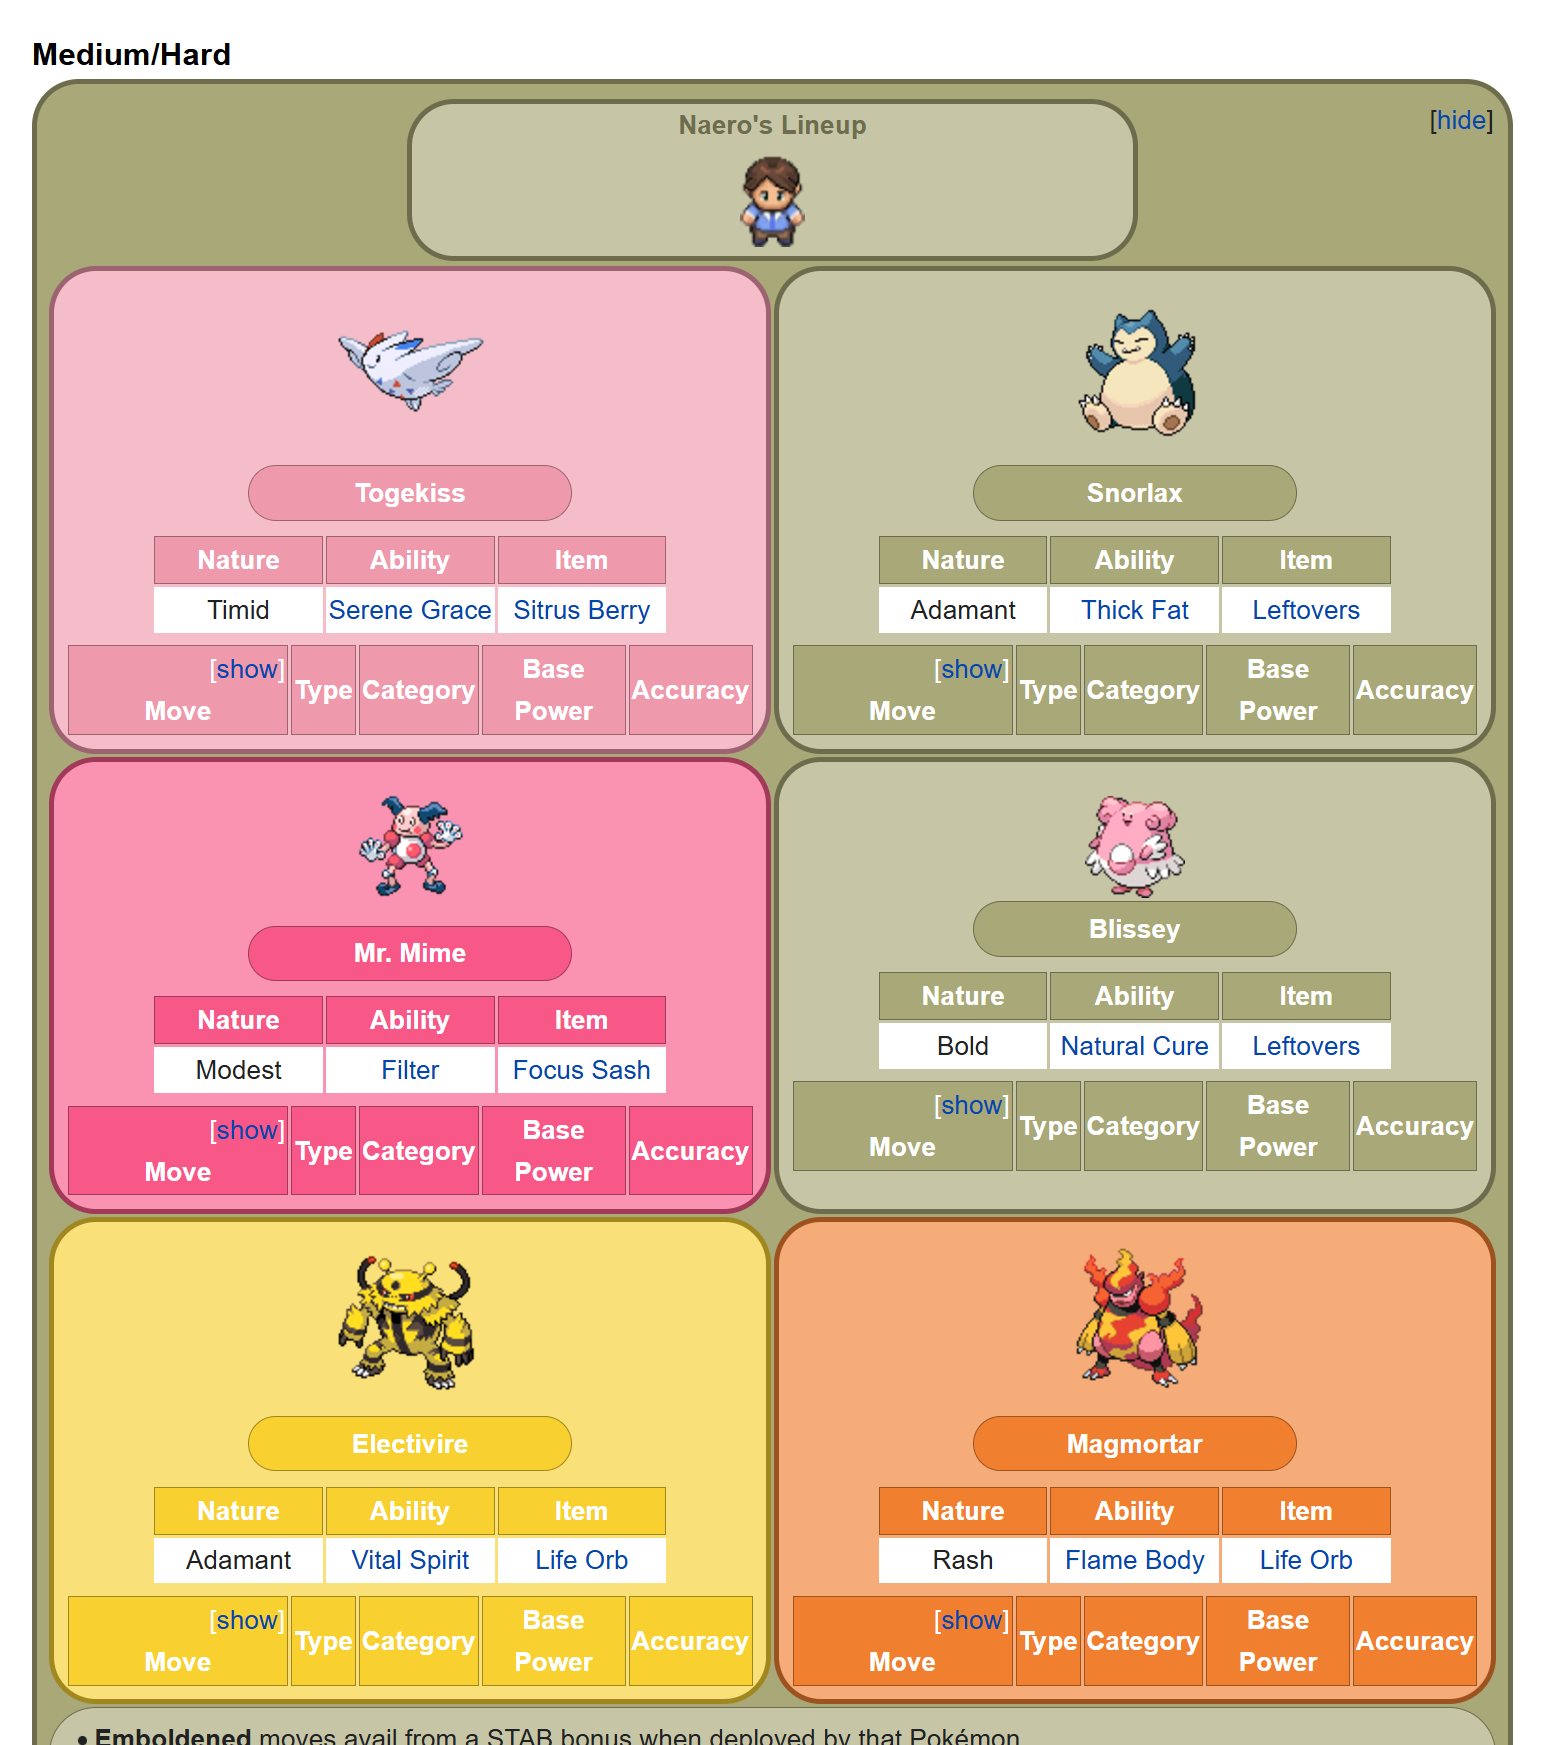 Medium/Hard
[hide]
Naero's Lineup
Togekiss
Nature Ability Item
Timid Serene Grace Sitrus Berry
[show]
Move Type Category Base Power Accuracy
Snorlax
Nature Ability Item
Adamant Thick Fat Leftovers
[show]
Move Type Category Base Power Accuracy
Mr. Mime
Nature Ability Item
Modest Filter Focus Sash
[show]
Move Type Category Base Power Accuracy
Blissey
Nature Ability Item
Bold Natural Cure Leftovers
[show]
Move Type Category Base Power Accuracy
Electivire
Nature Ability Item
Adamant Vital Spirit Life Orb
[show]
Move Type Category Base Power Accuracy
Magmortar
Nature Ability Item
Rash Flame Body Life Orb
[show]
Move Type Category Base Power Accuracy
• Emboldened moves avail from a STAB bonus when deployed by that Pokémon